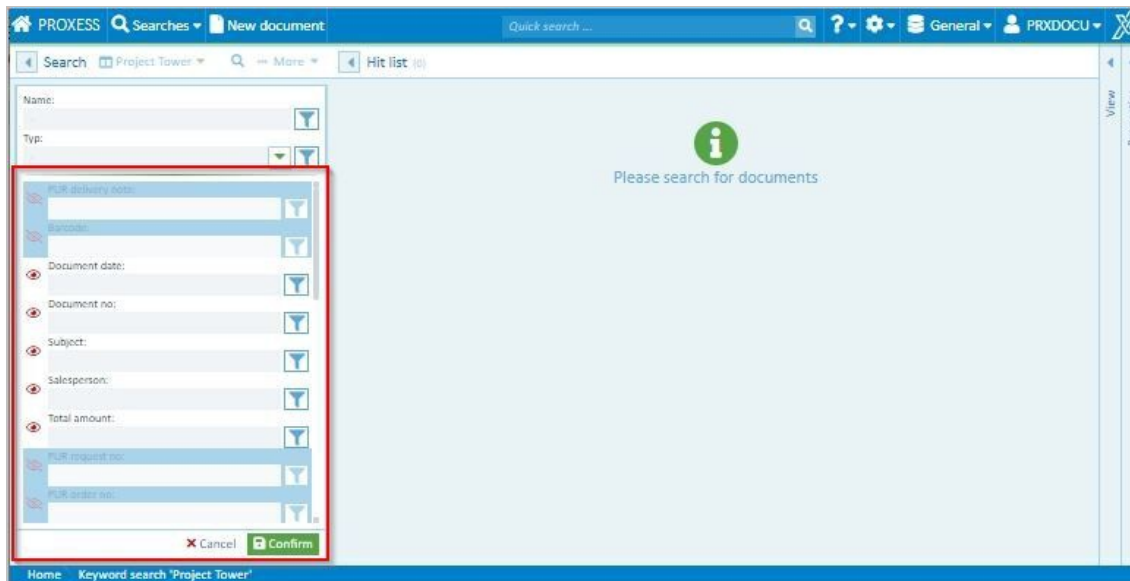 PROXESS Searches New document Quick search ... ? General PRXDOCU
Search Project Tower More Hit list (0)
View
Name:
Typ:
PUR delivery note:
Barcode:
Document date:
Document no:
Subject:
Salesperson:
Total amount:
PUR request no:
PUR order no:
Cancel Confirm
Please search for documents
Home Keyword search 'Project Tower'